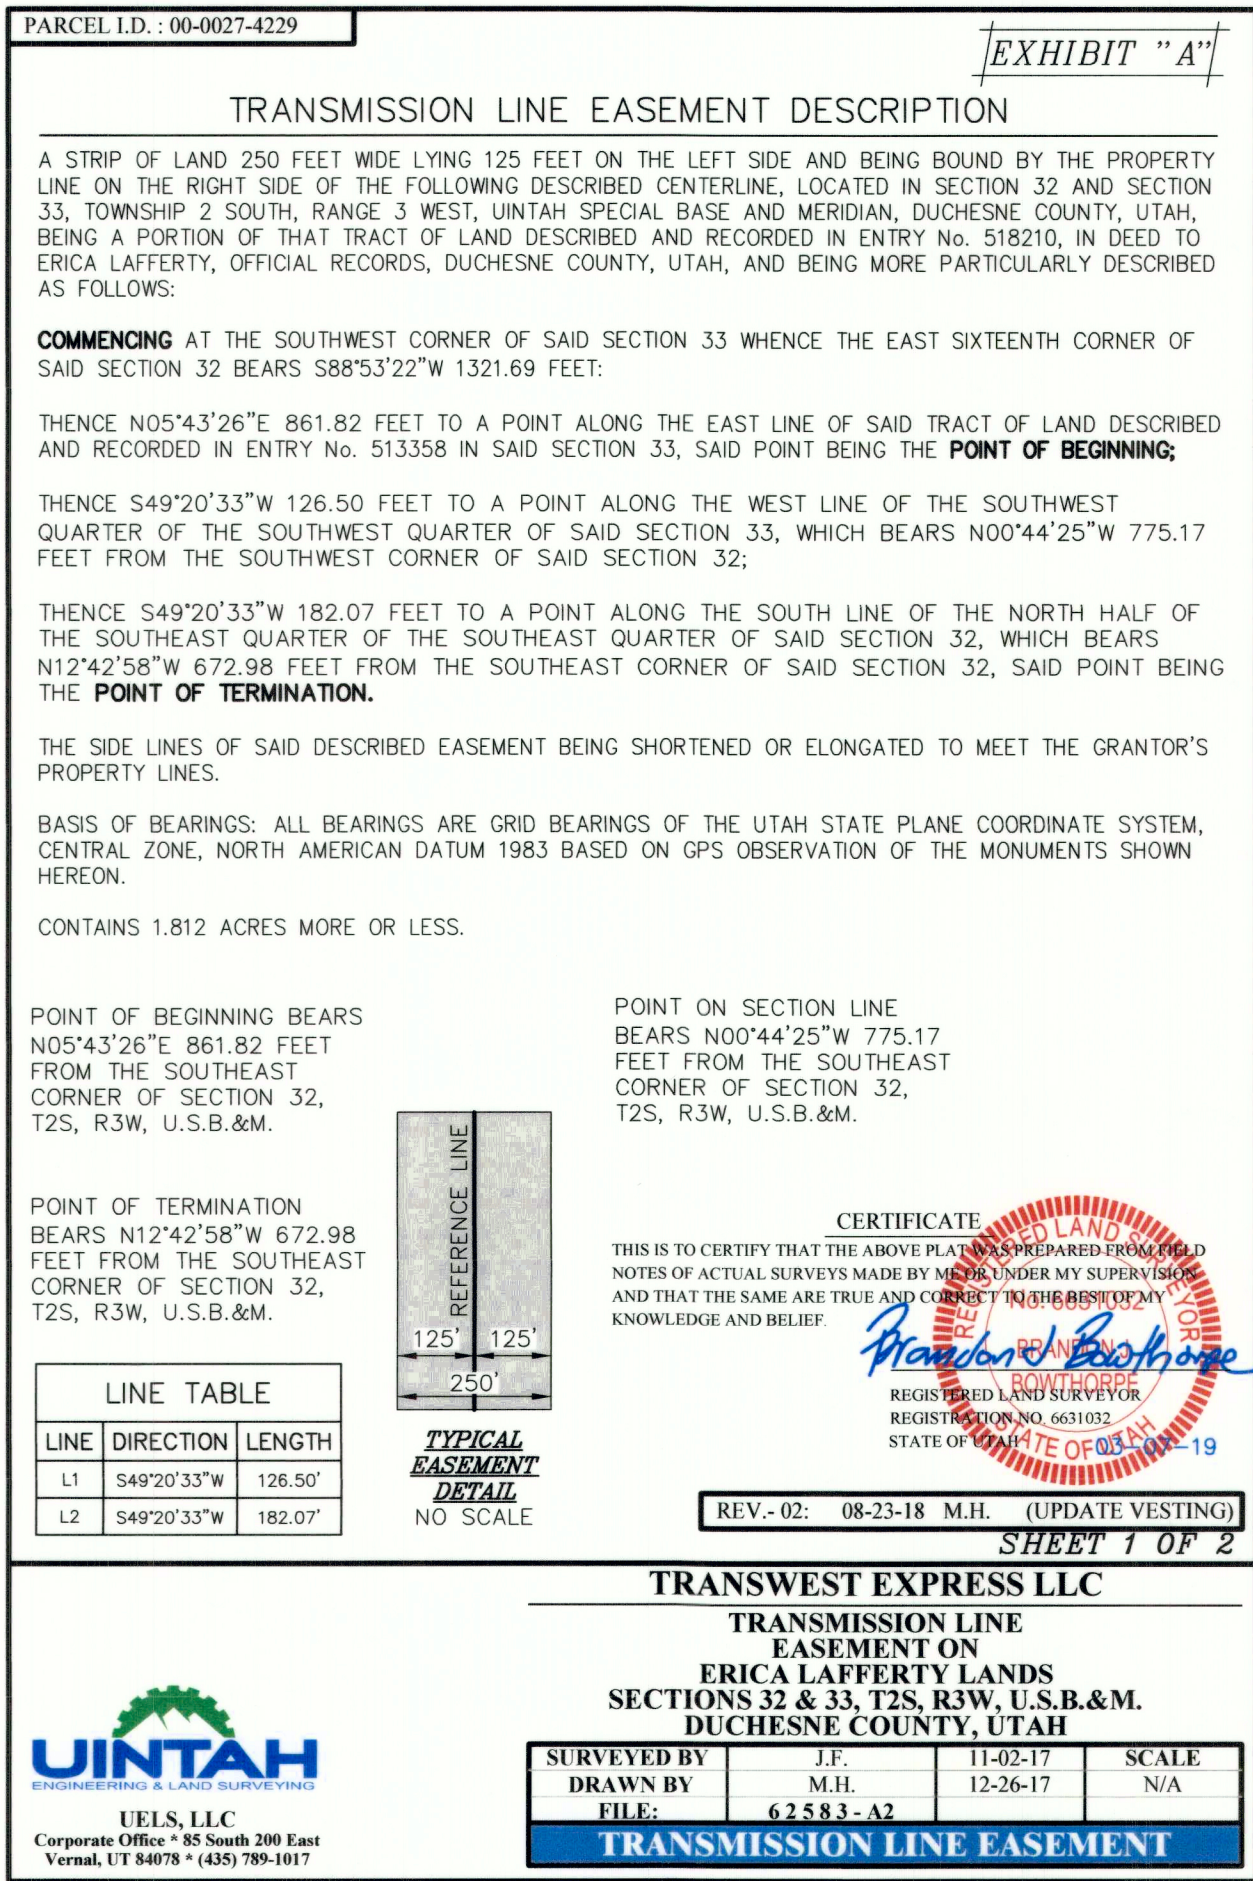 PARCEL I.D. : 00-0027-4229
EXHIBIT "A"
TRANSMISSION LINE EASEMENT DESCRIPTION
A STRIP OF LAND 250 FEET WIDE LYING 125 FEET ON THE LEFT SIDE AND BEING BOUND BY THE PROPERTY
LINE ON THE RIGHT SIDE OF THE FOLLOWING DESCRIBED CENTERLINE, LOCATED IN SECTION 32 AND SECTION
33, TOWNSHIP 2 SOUTH, RANGE 3 WEST, UINTAH SPECIAL BASE AND MERIDIAN, DUCHESNE COUNTY, UTAH,
BEING A PORTION OF THAT TRACT OF LAND DESCRIBED AND RECORDED IN ENTRY No. 518210, IN DEED TO
ERICA LAFFERTY, OFFICIAL RECORDS, DUCHESNE COUNTY, UTAH, AND BEING MORE PARTICULARLY DESCRIBED
AS FOLLOWS:
COMMENCING AT THE SOUTHWEST CORNER OF SAID SECTION 33 WHENCE THE EAST SIXTEENTH CORNER OF
SAID SECTION 32 BEARS S88°53'22"W 1321.69 FEET:
THENCE N05°43'26"E 861.82 FEET TO A POINT ALONG THE EAST LINE OF SAID TRACT OF LAND DESCRIBED
AND RECORDED IN ENTRY No. 513358 IN SAID SECTION 33, SAID POINT BEING THE POINT OF BEGINNING;
THENCE S49°20'33"W 126.50 FEET TO A POINT ALONG THE WEST LINE OF THE SOUTHWEST
QUARTER OF THE SOUTHWEST QUARTER OF SAID SECTION 33, WHICH BEARS N00°44'25"W 775.17
FEET FROM THE SOUTHWEST CORNER OF SAID SECTION 32;
THENCE S49°20'33"W 182.07 FEET TO A POINT ALONG THE SOUTH LINE OF THE NORTH HALF OF
THE SOUTHEAST QUARTER OF THE SOUTHEAST QUARTER OF SAID SECTION 32, WHICH BEARS
N12°42'58"W 672.98 FEET FROM THE SOUTHEAST CORNER OF SAID SECTION 32, SAID POINT BEING
THE POINT OF TERMINATION.
THE SIDE LINES OF SAID DESCRIBED EASEMENT BEING SHORTENED OR ELONGATED TO MEET THE GRANTOR'S
PROPERTY LINES.
BASIS OF BEARINGS: ALL BEARINGS ARE GRID BEARINGS OF THE UTAH STATE PLANE COORDINATE SYSTEM,
CENTRAL ZONE, NORTH AMERICAN DATUM 1983 BASED ON GPS OBSERVATION OF THE MONUMENTS SHOWN
HEREON.
CONTAINS 1.812 ACRES MORE OR LESS.
POINT OF BEGINNING BEARS
N05°43'26"E 861.82 FEET
FROM THE SOUTHEAST
CORNER OF SECTION 32,
T2S, R3W, U.S.B.&M.
POINT ON SECTION LINE
BEARS N00°44'25"W 775.17
FEET FROM THE SOUTHEAST
CORNER OF SECTION 32,
T2S, R3W, U.S.B.&M.
POINT OF TERMINATION
BEARS N12°42'58"W 672.98
FEET FROM THE SOUTHEAST
CORNER OF SECTION 32,
T2S, R3W, U.S.B.&M.
REFERENCE LINE
125' 125'
250'
TYPICAL
EASEMENT
DETAIL
NO SCALE
LINE TABLE
LINE DIRECTION LENGTH
L1 S49°20'33"W 126.50'
L2 S49°20'33"W 182.07'
CERTIFICATE
THIS IS TO CERTIFY THAT THE ABOVE PLAT WAS PREPARED FROM FIELD
NOTES OF ACTUAL SURVEYS MADE BY ME OR UNDER MY SUPERVISION
AND THAT THE SAME ARE TRUE AND CORRECT TO THE BEST OF MY
KNOWLEDGE AND BELIEF.
REGISTERED LAND SURVEYOR
No. 6631032
BRANDON J.
BOWTHORPE
STATE OF UTAH
Brandon J Bowthorpe
03-07-19
REGISTERED LAND SURVEYOR
REGISTRATION NO. 6631032
STATE OF UTAH
REV.- 02: 08-23-18 M.H. (UPDATE VESTING)
SHEET 1 OF 2
TRANSWEST EXPRESS LLC
TRANSMISSION LINE
EASEMENT ON
ERICA LAFFERTY LANDS
SECTIONS 32 & 33, T2S, R3W, U.S.B.&M.
DUCHESNE COUNTY, UTAH
SURVEYED BY J.F. 11-02-17 SCALE
DRAWN BY M.H. 12-26-17 N/A
FILE: 62583-A2
TRANSMISSION LINE EASEMENT
UINTAH
ENGINEERING & LAND SURVEYING
UELS, LLC
Corporate Office * 85 South 200 East
Vernal, UT 84078 * (435) 789-1017